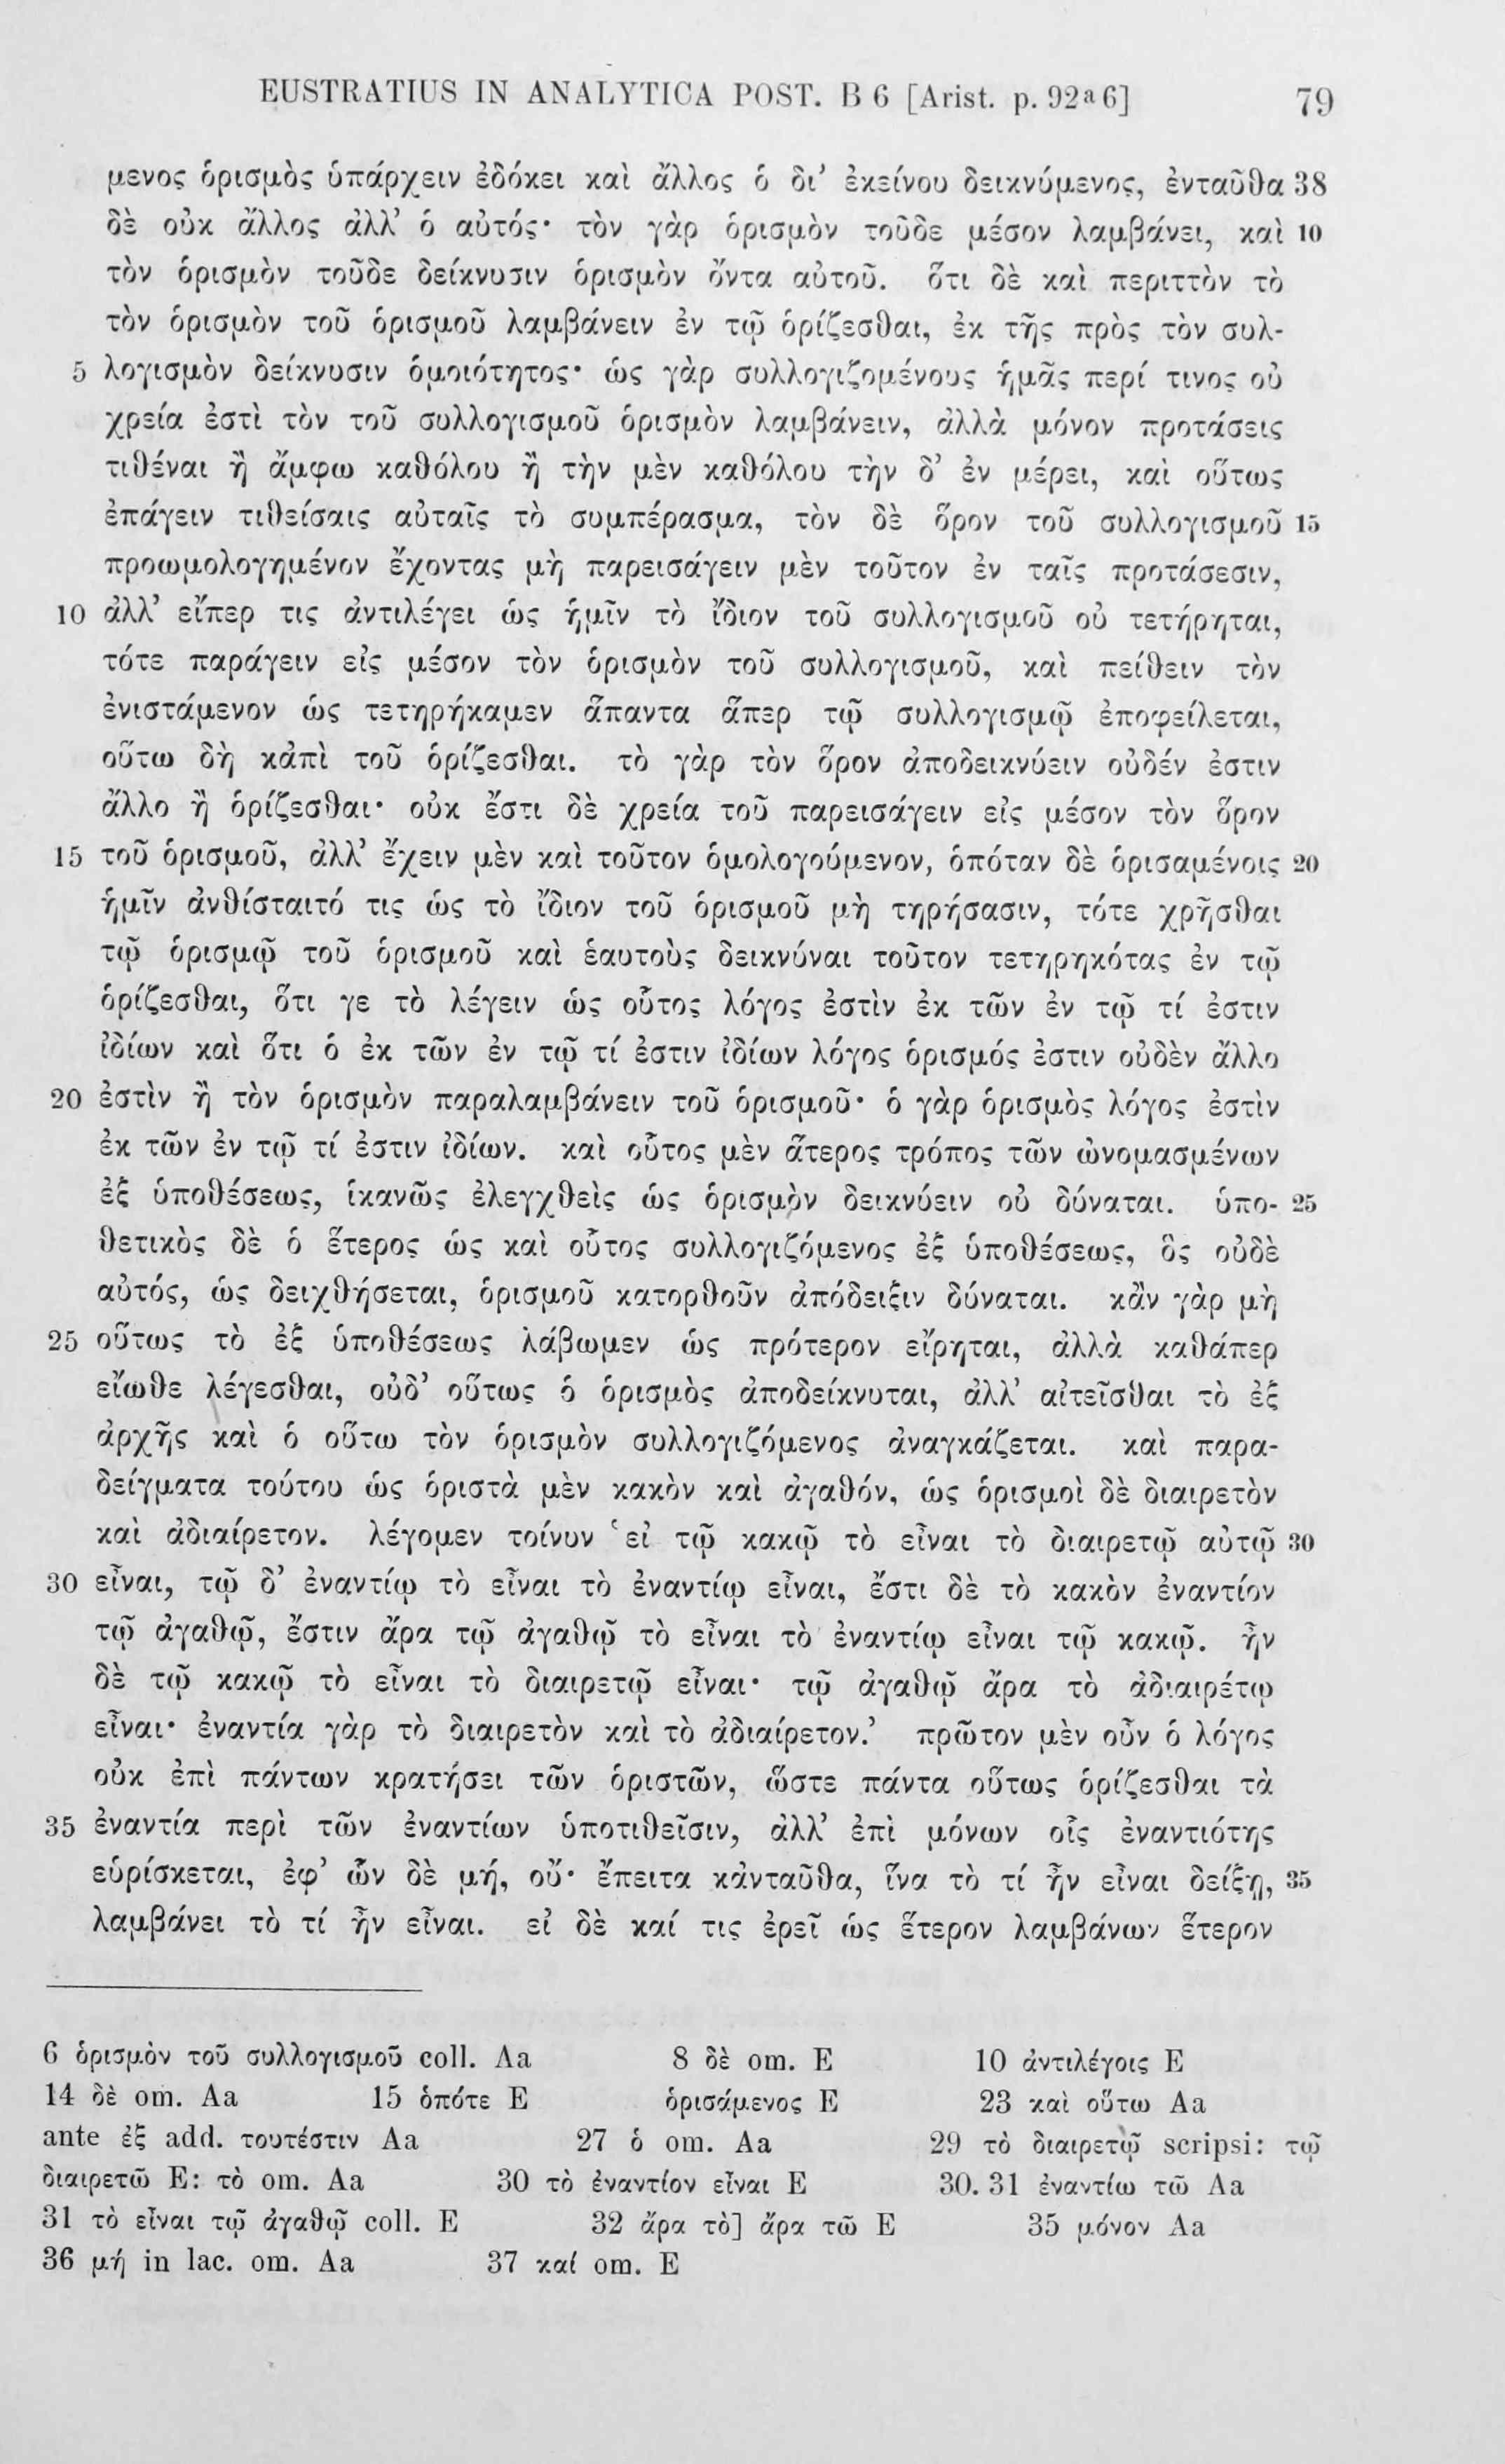 EUSTRATIUS IN ANALYTICA POST. B 6 [Arist. p. 92a6] 79
μενος ὁρισμὸς ὑπάρχειν ἐδόκει καὶ ἄλλος ὁ δι’ ἐκείνου δεικνύμενος, ἐνταῦθα 38
δὲ οὐκ ἄλλος ἀλλ’ ὁ αὐτός· τὸν γὰρ ὁρισμὸν τοῦδε μέσον λαμβάνει, καὶ 10
τὸν ὁρισμὸν τοῦδε δείκνυσιν ὁρισμὸν ὄντα αὐτοῦ. ὅτι δὲ καὶ περιττὸν τὸ
τὸν ὁρισμὸν τοῦ ὁρισμοῦ λαμβάνειν ἐν τῷ ὁρίζεσθαι, ἐκ τῆς πρὸς τὸν συλ-
5 λογισμὸν δείκνυσιν ὁμοιότητος· ὡς γὰρ συλλογιζομένους ἡμᾶς περί τινος οὐ
χρεία ἐστὶ τὸν τοῦ συλλογισμοῦ ὁρισμὸν λαμβάνειν, ἀλλὰ μόνον προτάσεις
τιθέναι ἢ ἄμφω καθόλου ἢ τὴν μὲν καθόλου τὴν δ’ ἐν μέρει, καὶ οὕτως
ἐπάγειν τιθείσαις αὐταῖς τὸ συμπέρασμα, τὸν δὲ ὅρον τοῦ συλλογισμοῦ 15
προωμολογημένον ἔχοντας μὴ παρεισάγειν μὲν τοῦτον ἐν ταῖς προτάσεσιν,
10 ἀλλ’ εἴπερ τις ἀντιλέγει ὡς ἡμῖν τὸ ἴδιον τοῦ συλλογισμοῦ οὐ τετήρηται,
τότε παράγειν εἰς μέσον τὸν ὁρισμὸν τοῦ συλλογισμοῦ, καὶ πείθειν τὸν
ἐνιστάμενον ὡς τετηρήκαμεν ἅπαντα ἅπερ τῷ συλλογισμῷ ἐποφείλεται,
οὕτω δὴ κἀπὶ τοῦ ὁρίζεσθαι. τὸ γὰρ τὸν ὅρον ἀποδεικνύειν οὐδέν ἐστιν
ἄλλο ἢ ὁρίζεσθαι· οὐκ ἔστι δὲ χρεία τοῦ παρεισάγειν εἰς μέσον τὸν ὅρον
15 τοῦ ὁρισμοῦ, ἀλλ’ ἔχειν μὲν καὶ τοῦτον ὁμολογούμενον, ὁπόταν δὲ ὁρισαμένοις 20
ἡμῖν ἀνθίσταιτό τις ὡς τὸ ἴδιον τοῦ ὁρισμοῦ μὴ τηρήσασιν, τότε χρῆσθαι
τῷ ὁρισμῷ τοῦ ὁρισμοῦ καὶ ἑαυτοὺς δεικνύναι τοῦτον τετηρηκότας ἐν τῷ
ὁρίζεσθαι, ὅτι γε τὸ λέγειν ὡς οὗτος λόγος ἐστὶν ἐκ τῶν ἐν τῷ τί ἐστιν
ἰδίων καὶ ὅτι ὁ ἐκ τῶν ἐν τῷ τί ἐστιν ἰδίων λόγος ὁρισμός ἐστιν οὐδὲν ἄλλο
20 ἐστὶν ἢ τὸν ὁρισμὸν παραλαμβάνειν τοῦ ὁρισμοῦ· ὁ γὰρ ὁρισμὸς λόγος ἐστὶν
ἐκ τῶν ἐν τῷ τί ἐστιν ἰδίων. καὶ οὗτος μὲν ἅτερος τρόπος τῶν ὠνομασμένων
ἐξ ὑποθέσεως, ἱκανῶς ἐλεγχθεὶς ὡς ὁρισμὸν δεικνύειν οὐ δύναται. ὑπο- 25
θετικὸς δὲ ὁ ἕτερος ὡς καὶ οὗτος συλλογιζόμενος ἐξ ὑποθέσεως, ὃς οὐδὲ
αὐτός, ὡς δειχθήσεται, ὁρισμοῦ κατορθοῦν ἀπόδειξιν δύναται. κἂν γὰρ μὴ
25 οὕτως τὸ ἐξ ὑποθέσεως λάβωμεν ὡς πρότερον εἴρηται, ἀλλὰ καθάπερ
εἴωθε λέγεσθαι, οὐδ’ οὕτως ὁ ὁρισμὸς ἀποδείκνυται, ἀλλ’ αἰτεῖσθαι τὸ ἐξ
ἀρχῆς καὶ ὁ οὕτω τὸν ὁρισμὸν συλλογιζόμενος ἀναγκάζεται. καὶ παρα-
δείγματα τούτου ὡς ὁριστὰ μὲν κακὸν καὶ ἀγαθόν, ὡς ὁρισμοὶ δὲ διαιρετὸν
καὶ ἀδιαίρετον. λέγομεν τοίνυν ‘εἰ τῷ κακῷ τὸ εἶναι τὸ διαιρετῷ αὐτῷ 30
30 εἶναι, τῷ δ’ ἐναντίῳ τὸ εἶναι τὸ ἐναντίῳ εἶναι, ἔστι δὲ τὸ κακὸν ἐναντίον
τῷ ἀγαθῷ, ἔστιν ἄρα τῷ ἀγαθῷ τὸ εἶναι τὸ ἐναντίῳ εἶναι τῷ κακῷ. ἦν
δὲ τῷ κακῷ τὸ εἶναι τὸ διαιρετῷ εἶναι· τῷ ἀγαθῷ ἄρα τὸ ἀδιαιρέτῳ
εἶναι· ἐναντία γὰρ τὸ διαιρετὸν καὶ τὸ ἀδιαίρετον.’ πρῶτον μὲν οὖν ὁ λόγος
οὐκ ἐπὶ πάντων κρατήσει τῶν ὁριστῶν, ὥστε πάντα οὕτως ὁρίζεσθαι τὰ
35 ἐναντία περὶ τῶν ἐναντίων ὑποτιθεῖσιν, ἀλλ’ ἐπὶ μόνων οἷς ἐναντιότης
εὑρίσκεται, ἐφ’ ὧν δὲ μή, οὔ· ἔπειτα κἀνταῦθα, ἵνα τὸ τί ἦν εἶναι δείξῃ, 35
λαμβάνει τὸ τί ἦν εἶναι. εἰ δὲ καί τις ἐρεῖ ὡς ἕτερον λαμβάνων ἕτερον
6 ὁρισμὸν τοῦ συλλογισμοῦ coll. Aa 8 δὲ om. E 10 ἀντιλέγοις E
14 δὲ om. Aa 15 ὁπότε E ὁρισάμενος E 23 καὶ οὕτω Aa
ante ἐξ add. τουτέστιν Aa 27 ὁ om. Aa 29 τὸ διαιρετῷ scripsi: τῷ
διαιρετῶ E: τὸ om. Aa 30 τὸ ἐναντίον εἶναι E 30. 31 ἐναντίω τῶ Aa
31 τὸ εἶναι τῷ ἀγαθῷ coll. E 32 ἄρα τὸ] ἄρα τῶ E 35 μόνον Aa
36 μή in lac. om. Aa 37 καί om. E